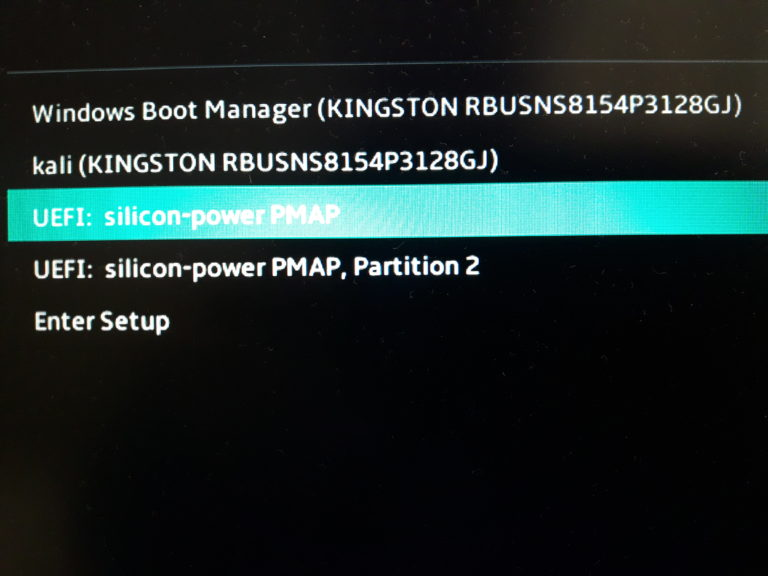 Windows Boot Manager (KINGSTON RBUSNS8154P3128GJ)
kali (KINGSTON RBUSNS8154P3128GJ)
UEFI: silicon-power PMAP
UEFI: silicon-power PMAP, Partition 2
Enter Setup